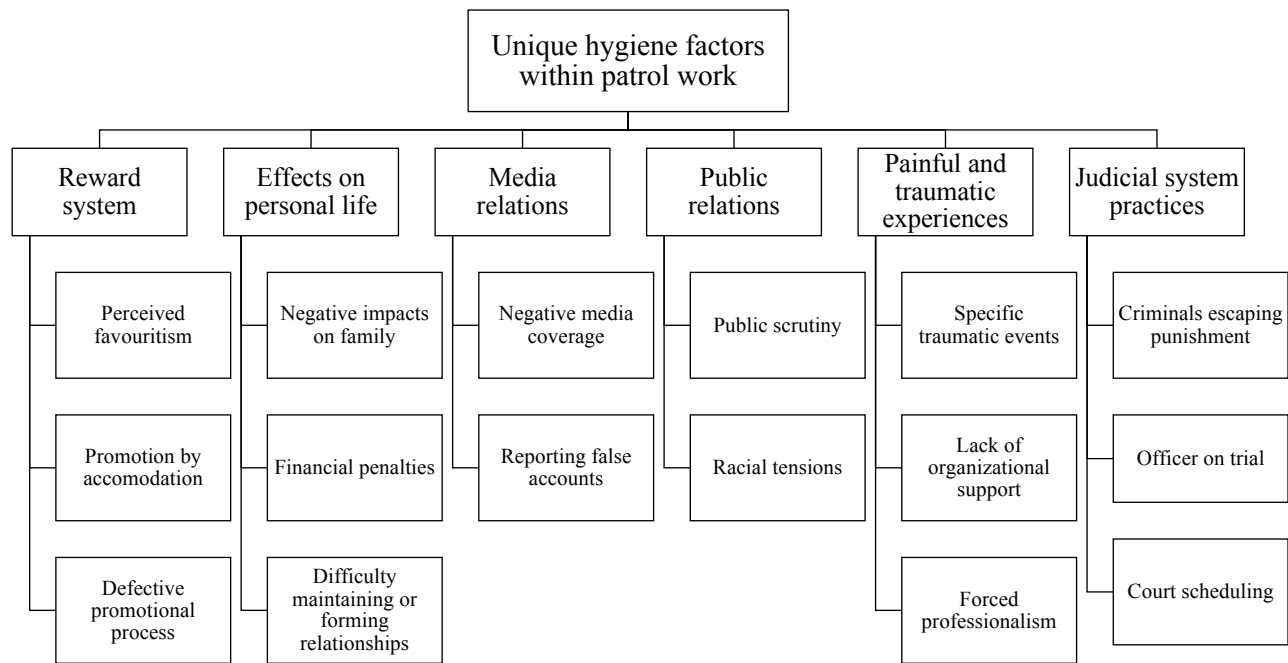 Unique hygiene factors
within patrol work
Reward
system
Effects on
personal life
Media
relations
Public
relations
Painful and
traumatic
experiences
Judicial system
practices
Perceived
favouritism
Negative impacts
on family
Negative media
coverage
Public scrutiny
Specific
traumatic events
Criminals escaping
punishment
Promotion by
accomodation
Financial penalties
Reporting false
accounts
Racial tensions
Lack of
organizational
support
Officer on trial
Defective
promotional
process
Difficulty
maintaining or
forming
relationships
Forced
professionalism
Court scheduling